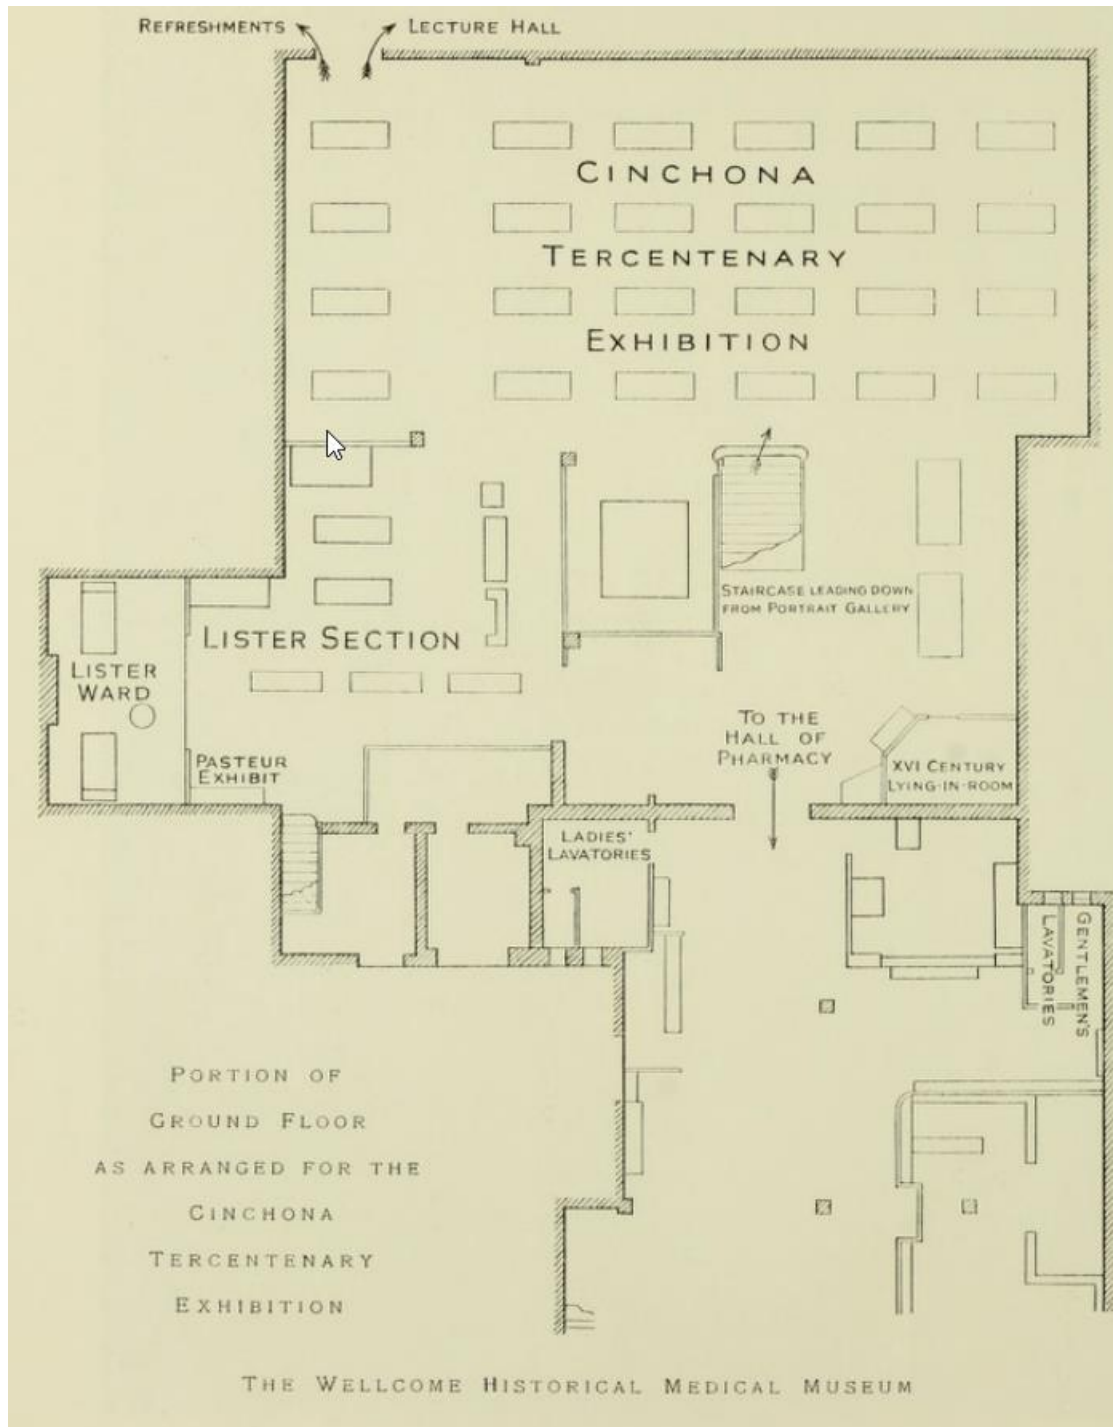 REFRESHMENTS
LECTURE HALL
CINCHONA
TERCENTENARY
EXHIBITION
STAIRCASE LEADING DOWN
FROM PORTRAIT GALLERY
LISTER SECTION
LISTER
WARD
PASTEUR
EXHIBIT
TO THE
HALL OF
PHARMACY
XVI CENTURY
LYING-IN-ROOM
LADIES'
LAVATORIES
GENTLEMEN'S
LAVATORIES
PORTION OF
GROUND FLOOR
AS ARRANGED FOR THE
CINCHONA
TERCENTENARY
EXHIBITION
THE WELLCOME HISTORICAL MEDICAL MUSEUM